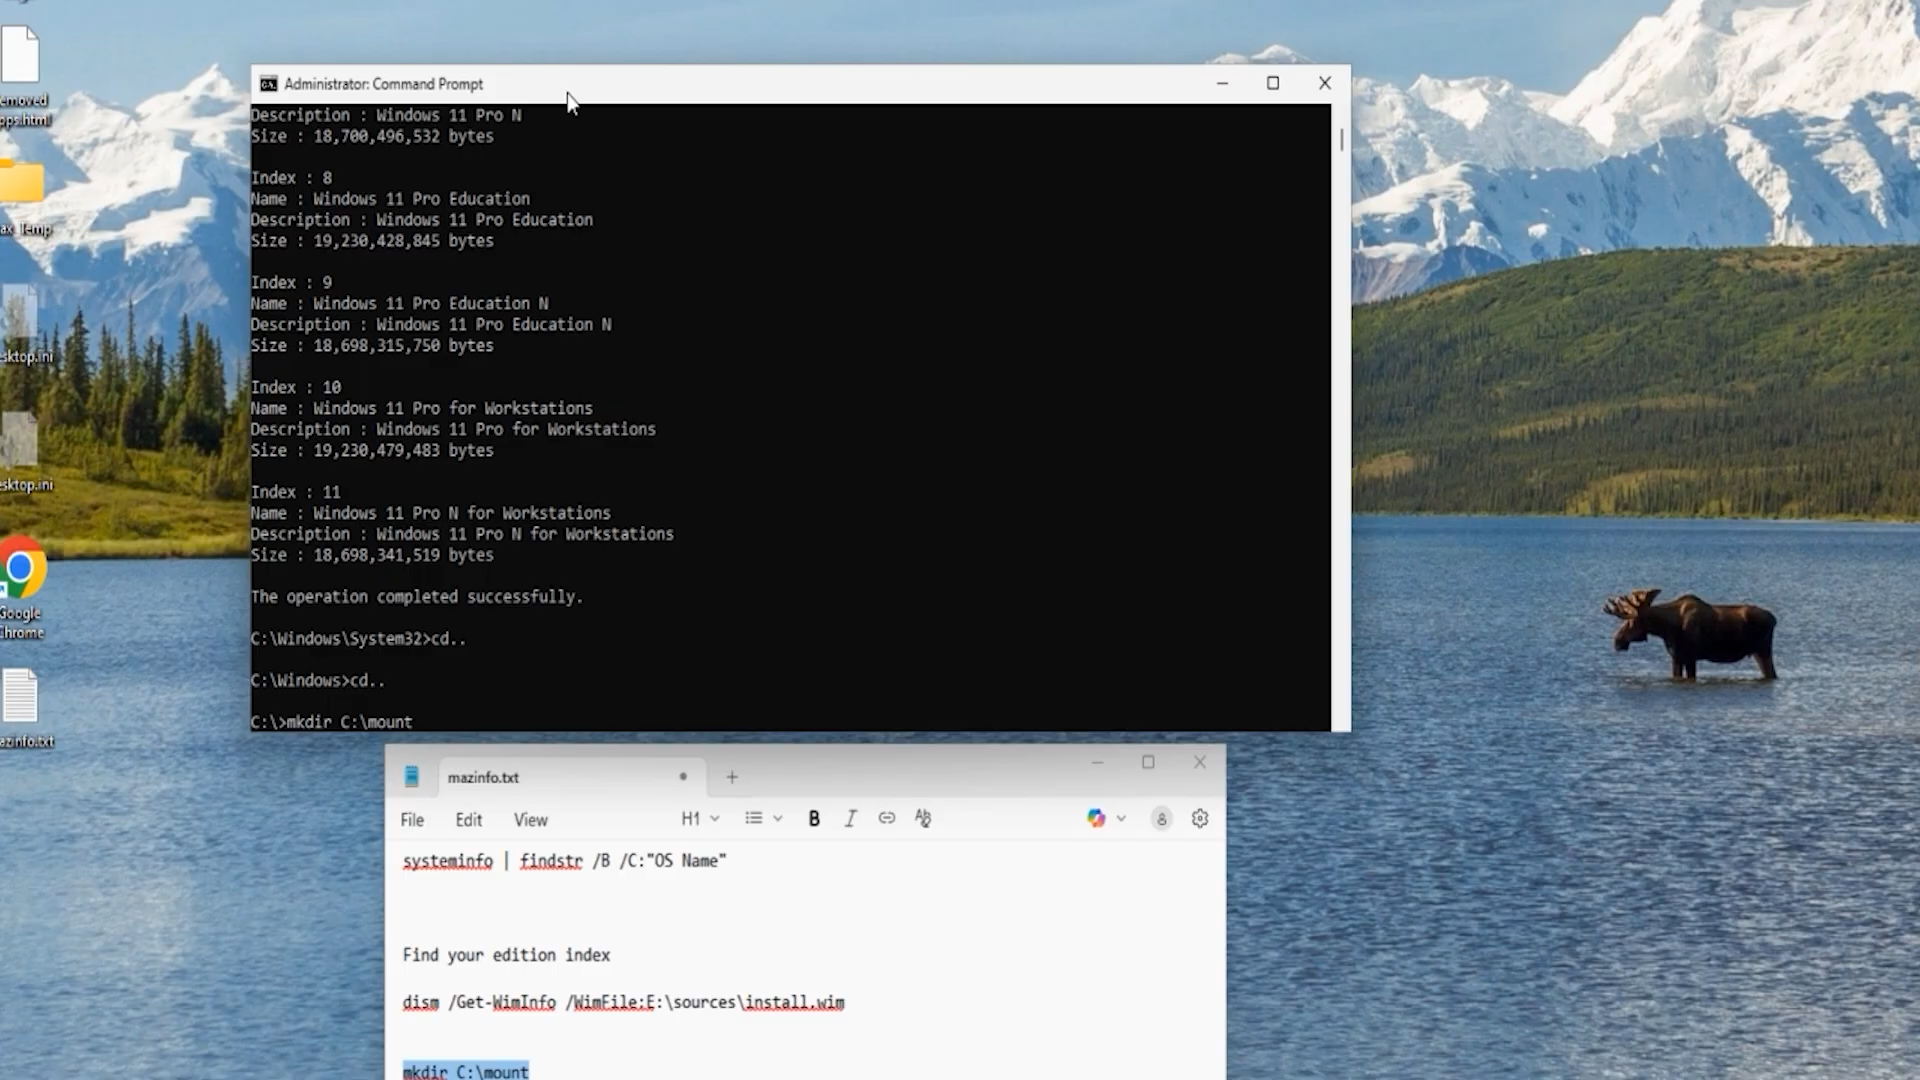 emoved
pps.html
ax_Temp
esktop.ini
esktop.ini
Google
Chrome
azinfo.txt
Administrator: Command Prompt
Description : Windows 11 Pro N
Size : 18,700,496,532 bytes
Index : 8
Name : Windows 11 Pro Education
Description : Windows 11 Pro Education
Size : 19,230,428,845 bytes
Index : 9
Name : Windows 11 Pro Education N
Description : Windows 11 Pro Education N
Size : 18,698,315,750 bytes
Index : 10
Name : Windows 11 Pro for Workstations
Description : Windows 11 Pro for Workstations
Size : 19,230,479,483 bytes
Index : 11
Name : Windows 11 Pro N for Workstations
Description : Windows 11 Pro N for Workstations
Size : 18,698,341,519 bytes
The operation completed successfully.
C:\Windows\System32>cd..
C:\Windows>cd..
C:\>mkdir C:\mount
mazinfo.txt
File Edit View H1 B I
systeminfo | findstr /B /C:"OS Name"
Find your edition index
dism /Get-WimInfo /WimFile:E:\sources\install.wim
mkdir C:\mount